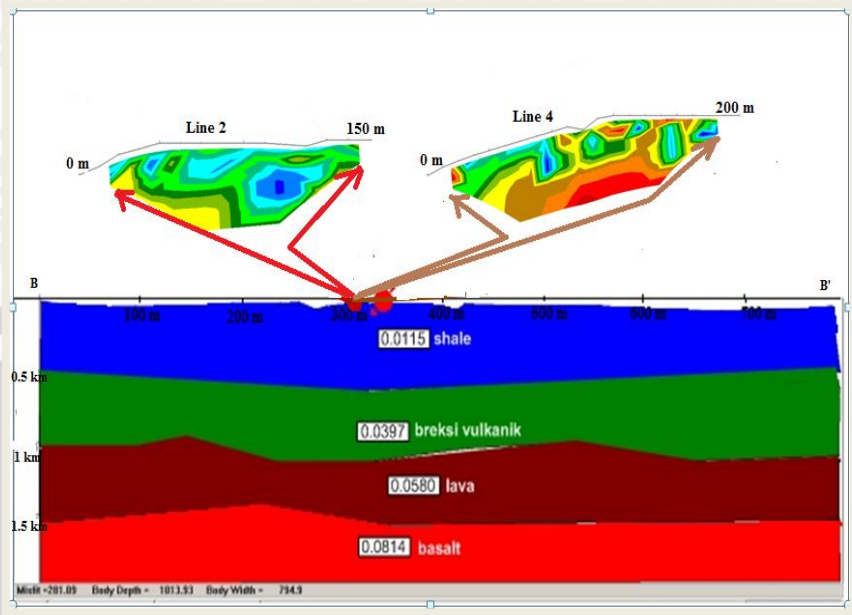 Line 2
150 m
0 m
Line 4
200 m
0 m
B
B'
100 m
200 m
300 m
400 m
500 m
600 m
700 m
0.0115 shale
0.5 km
0.0397 breksi vulkanik
1 km
0.0580 lava
1.5 km
0.0814 basalt
Misfit =281.09 Body Depth = 1013.93 Body Width = 794.9